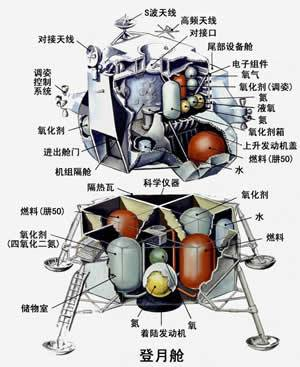 S波天线
高频天线
对接天线
对接口
尾部设备舱
电子组件
氧气
氧化剂(调姿)
氮
液氧
氮
氧化剂箱
上升发动机盖
燃料(肼50)
水
调姿
控制
系统
氧化剂
进出舱门
机组隔舱
隔热瓦
科学仪器
燃料(肼50)
氧化剂
(四氧化二氮)
储物室
氧化剂
水
燃料
氮
着陆发动机
氧
登月舱